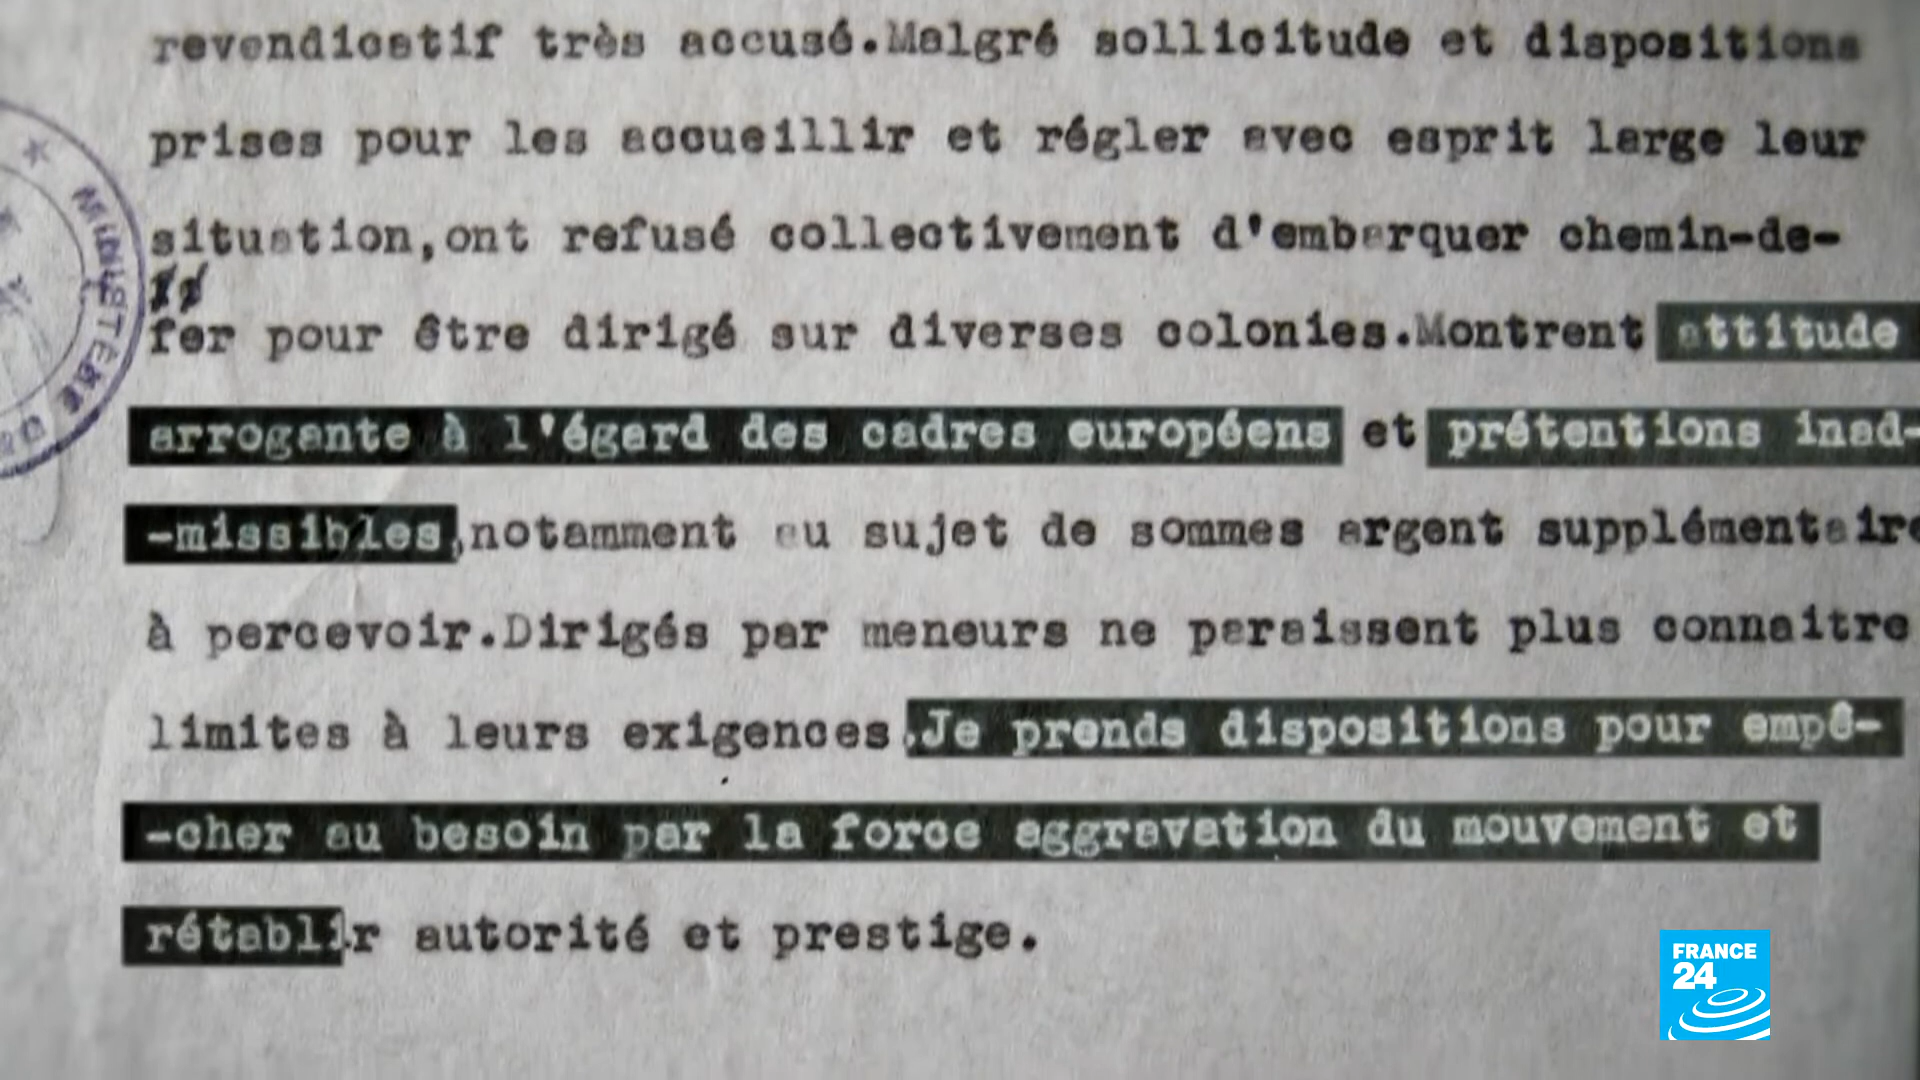 revendicatif très accusé.Malgré sollicitude et dispositions
prises pour les accueillir et régler avec esprit large leur
situation,ont refusé collectivement d'embarquer chemin-de-
fer pour être dirigé sur diverses colonies.Montrent attitude
arrogante à l'égard des cadres européens et prétentions inad-
-missibles,notamment au sujet de sommes argent supplémentaire
à percevoir.Dirigés par meneurs ne paraissent plus connaitre
limites à leurs exigences.Je prends dispositions pour empê-
-cher au besoin par la force aggravation du mouvement et
rétablir autorité et prestige.
MINISTÈRE
FRANCE
24